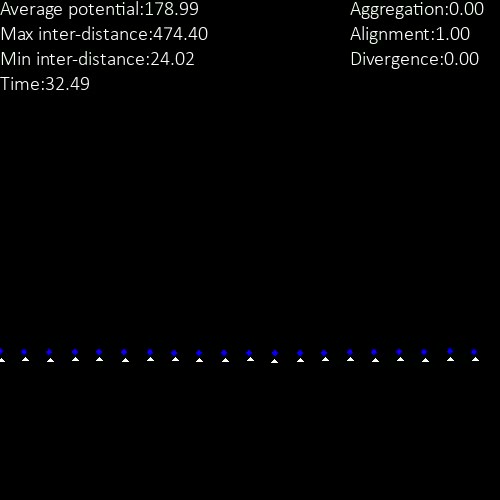 Average potential:178.99
Max inter-distance:474.40
Min inter-distance:24.02
Time:32.49
Aggregation:0.00
Alignment:1.00
Divergence:0.00